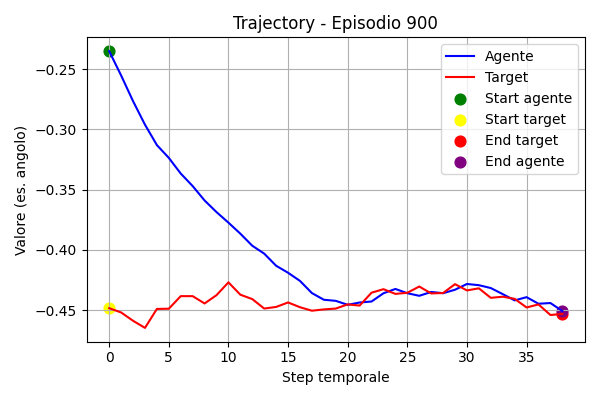 Trajectory - Episodio 900
Valore (es. angolo)
−0.25
−0.30
−0.35
−0.40
−0.45
Agente
Target
Start agente
Start target
End target
End agente
0 5 10 15 20 25 30 35
Step temporale